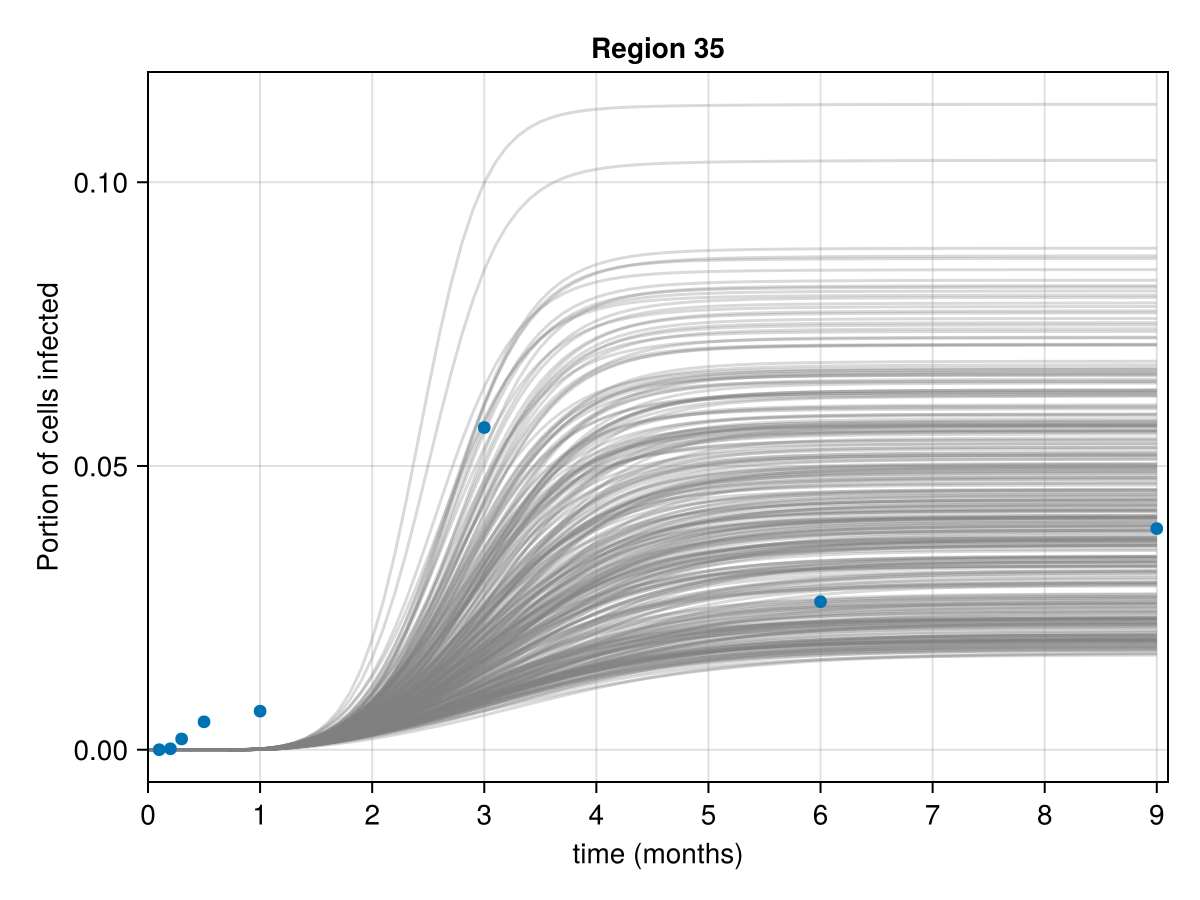 Region 35
Portion of cells infected
0.10
0.05
0.00
0 1 2 3 4 5 6 7 8 9
time (months)